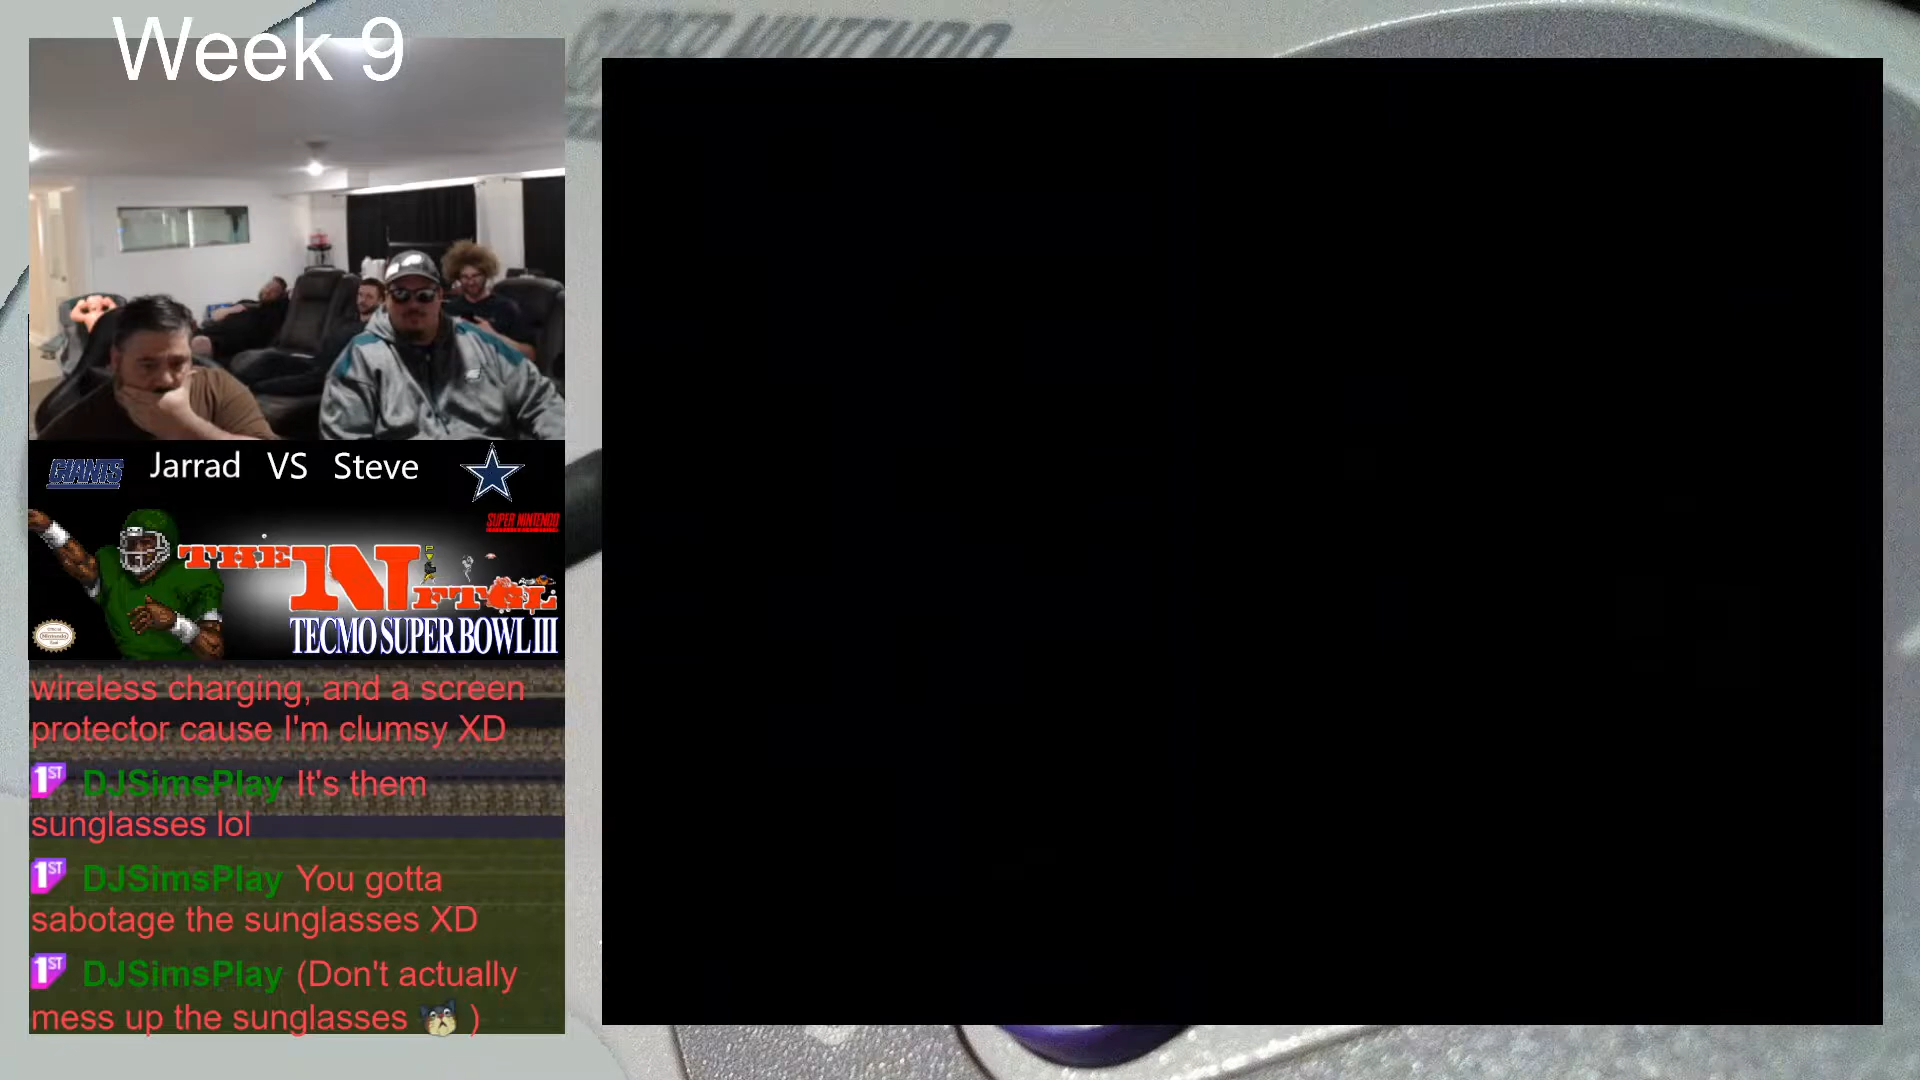 Week 9
SUPER NINTENDO
GIANTS Jarrad VS Steve
SUPER NINTENDO
THE NFTSL
TECMO SUPER BOWL III
wireless charging, and a screen
protector cause I'm clumsy XD
1ST DJSimsPlay It's them
sunglasses lol
1ST DJSimsPlay You gotta
sabotage the sunglasses XD
1ST DJSimsPlay (Don't actually
mess up the sunglasses )